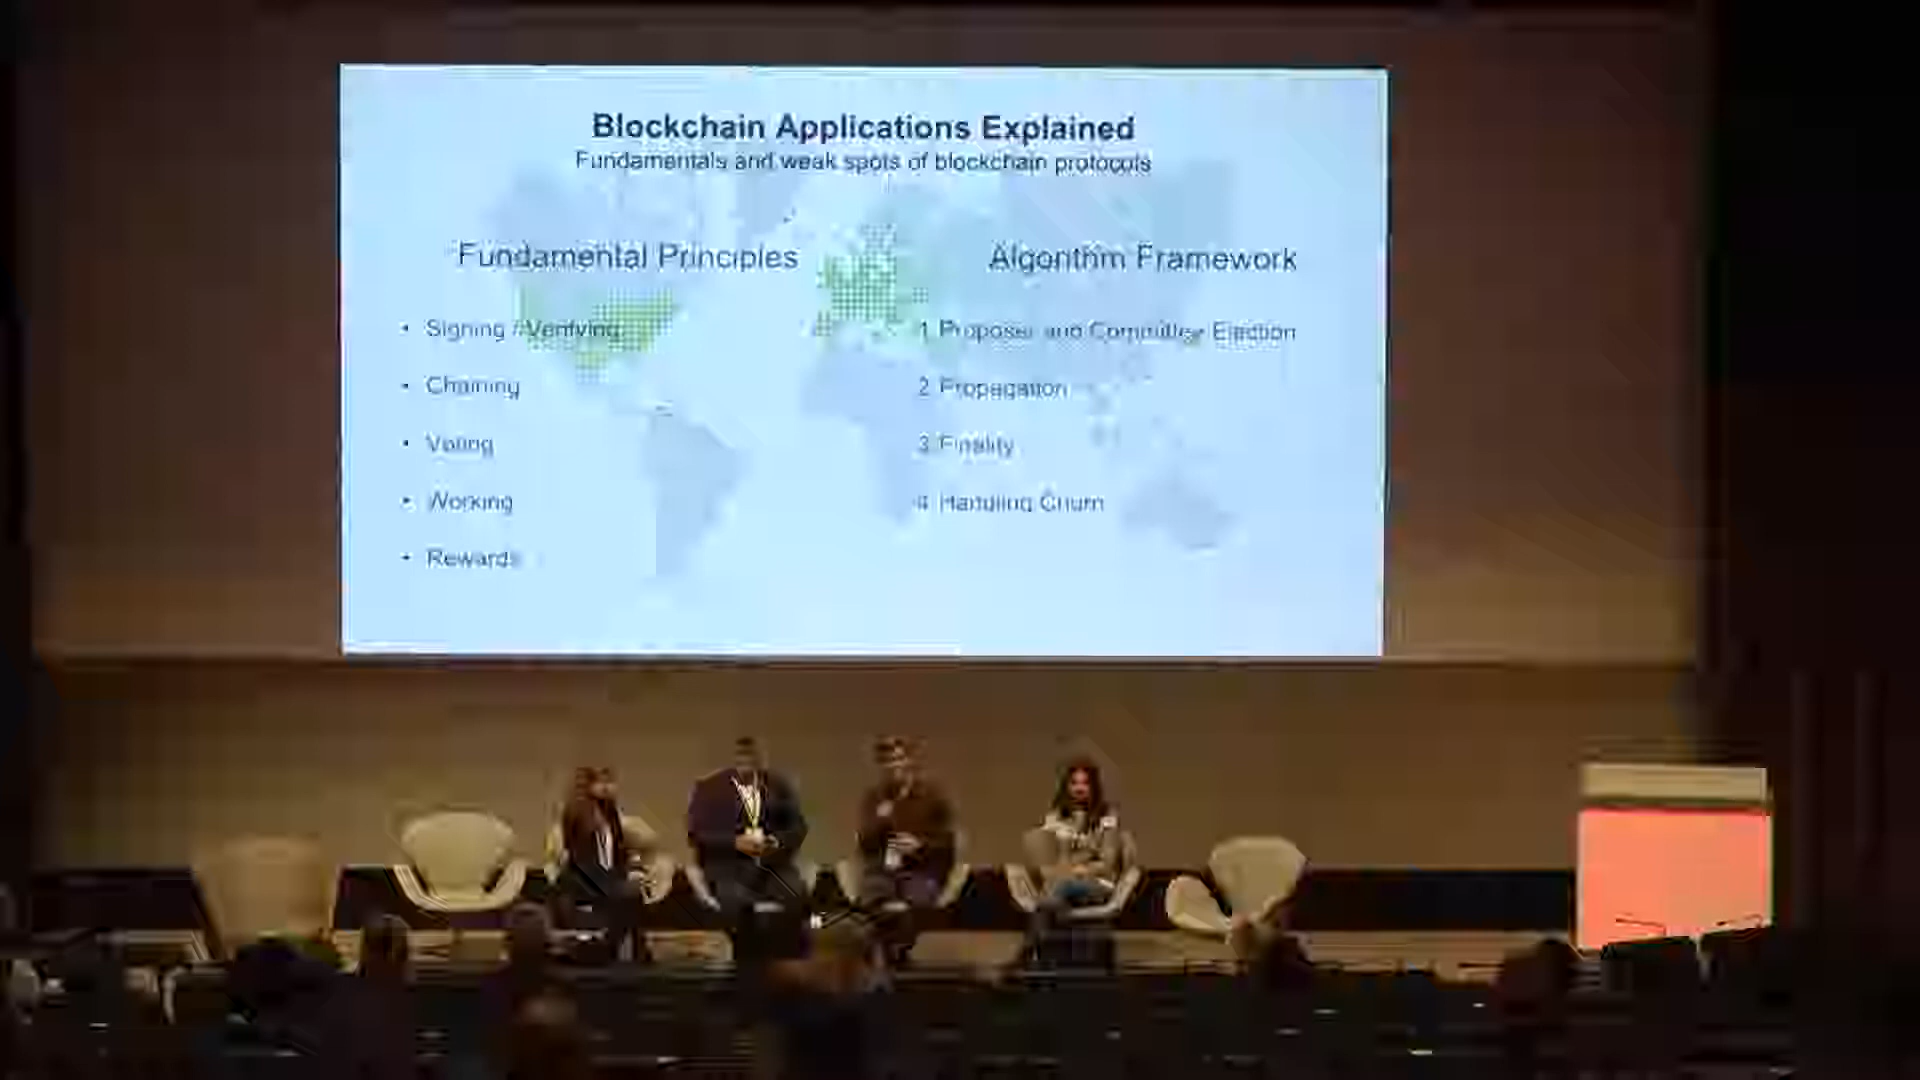 Blockchain Applications Explained
Fundamentals and weak spots of blockchain protocols
Fundamental Principles
• Signing / Verifying
• Chaining
• Voting
• Working
• Rewards
Algorithm Framework
1 Proposer and Committee Election
2 Propagation
3 Finality
4 Handling Churn